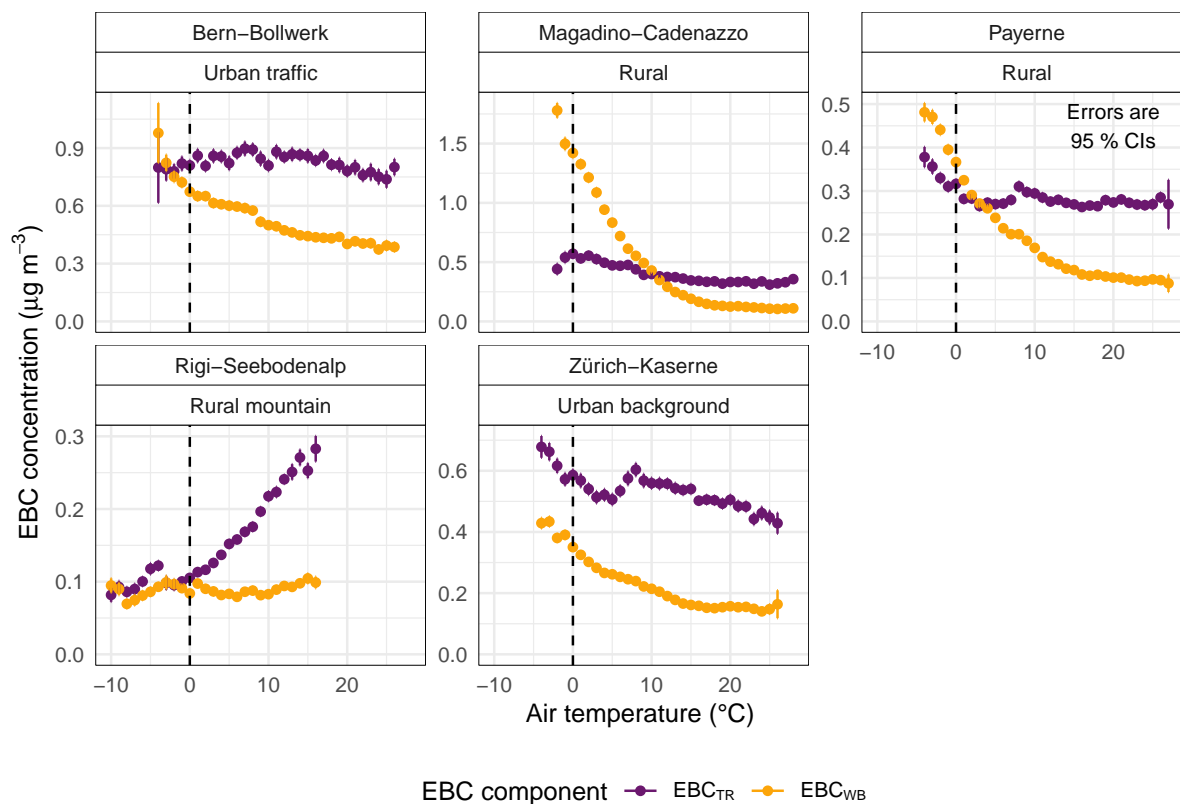 Bern−Bollwerk
Urban traffic
Magadino−Cadenazzo
Rural
Payerne
Rural
Errors are
95 % CIs
0.9
0.6
0.3
0.0
1.5
1.0
0.5
0.0
0.5
0.4
0.3
0.2
0.1
0.0
−10 0 10 20
Rigi−Seebodenalp
Rural mountain
Zürich−Kaserne
Urban background
0.3
0.2
0.1
0.0
0.6
0.4
0.2
0.0
−10 0 10 20
−10 0 10 20
EBC concentration (µg m⁻³)
Air temperature (°C)
EBC component EBC_TR EBC_WB